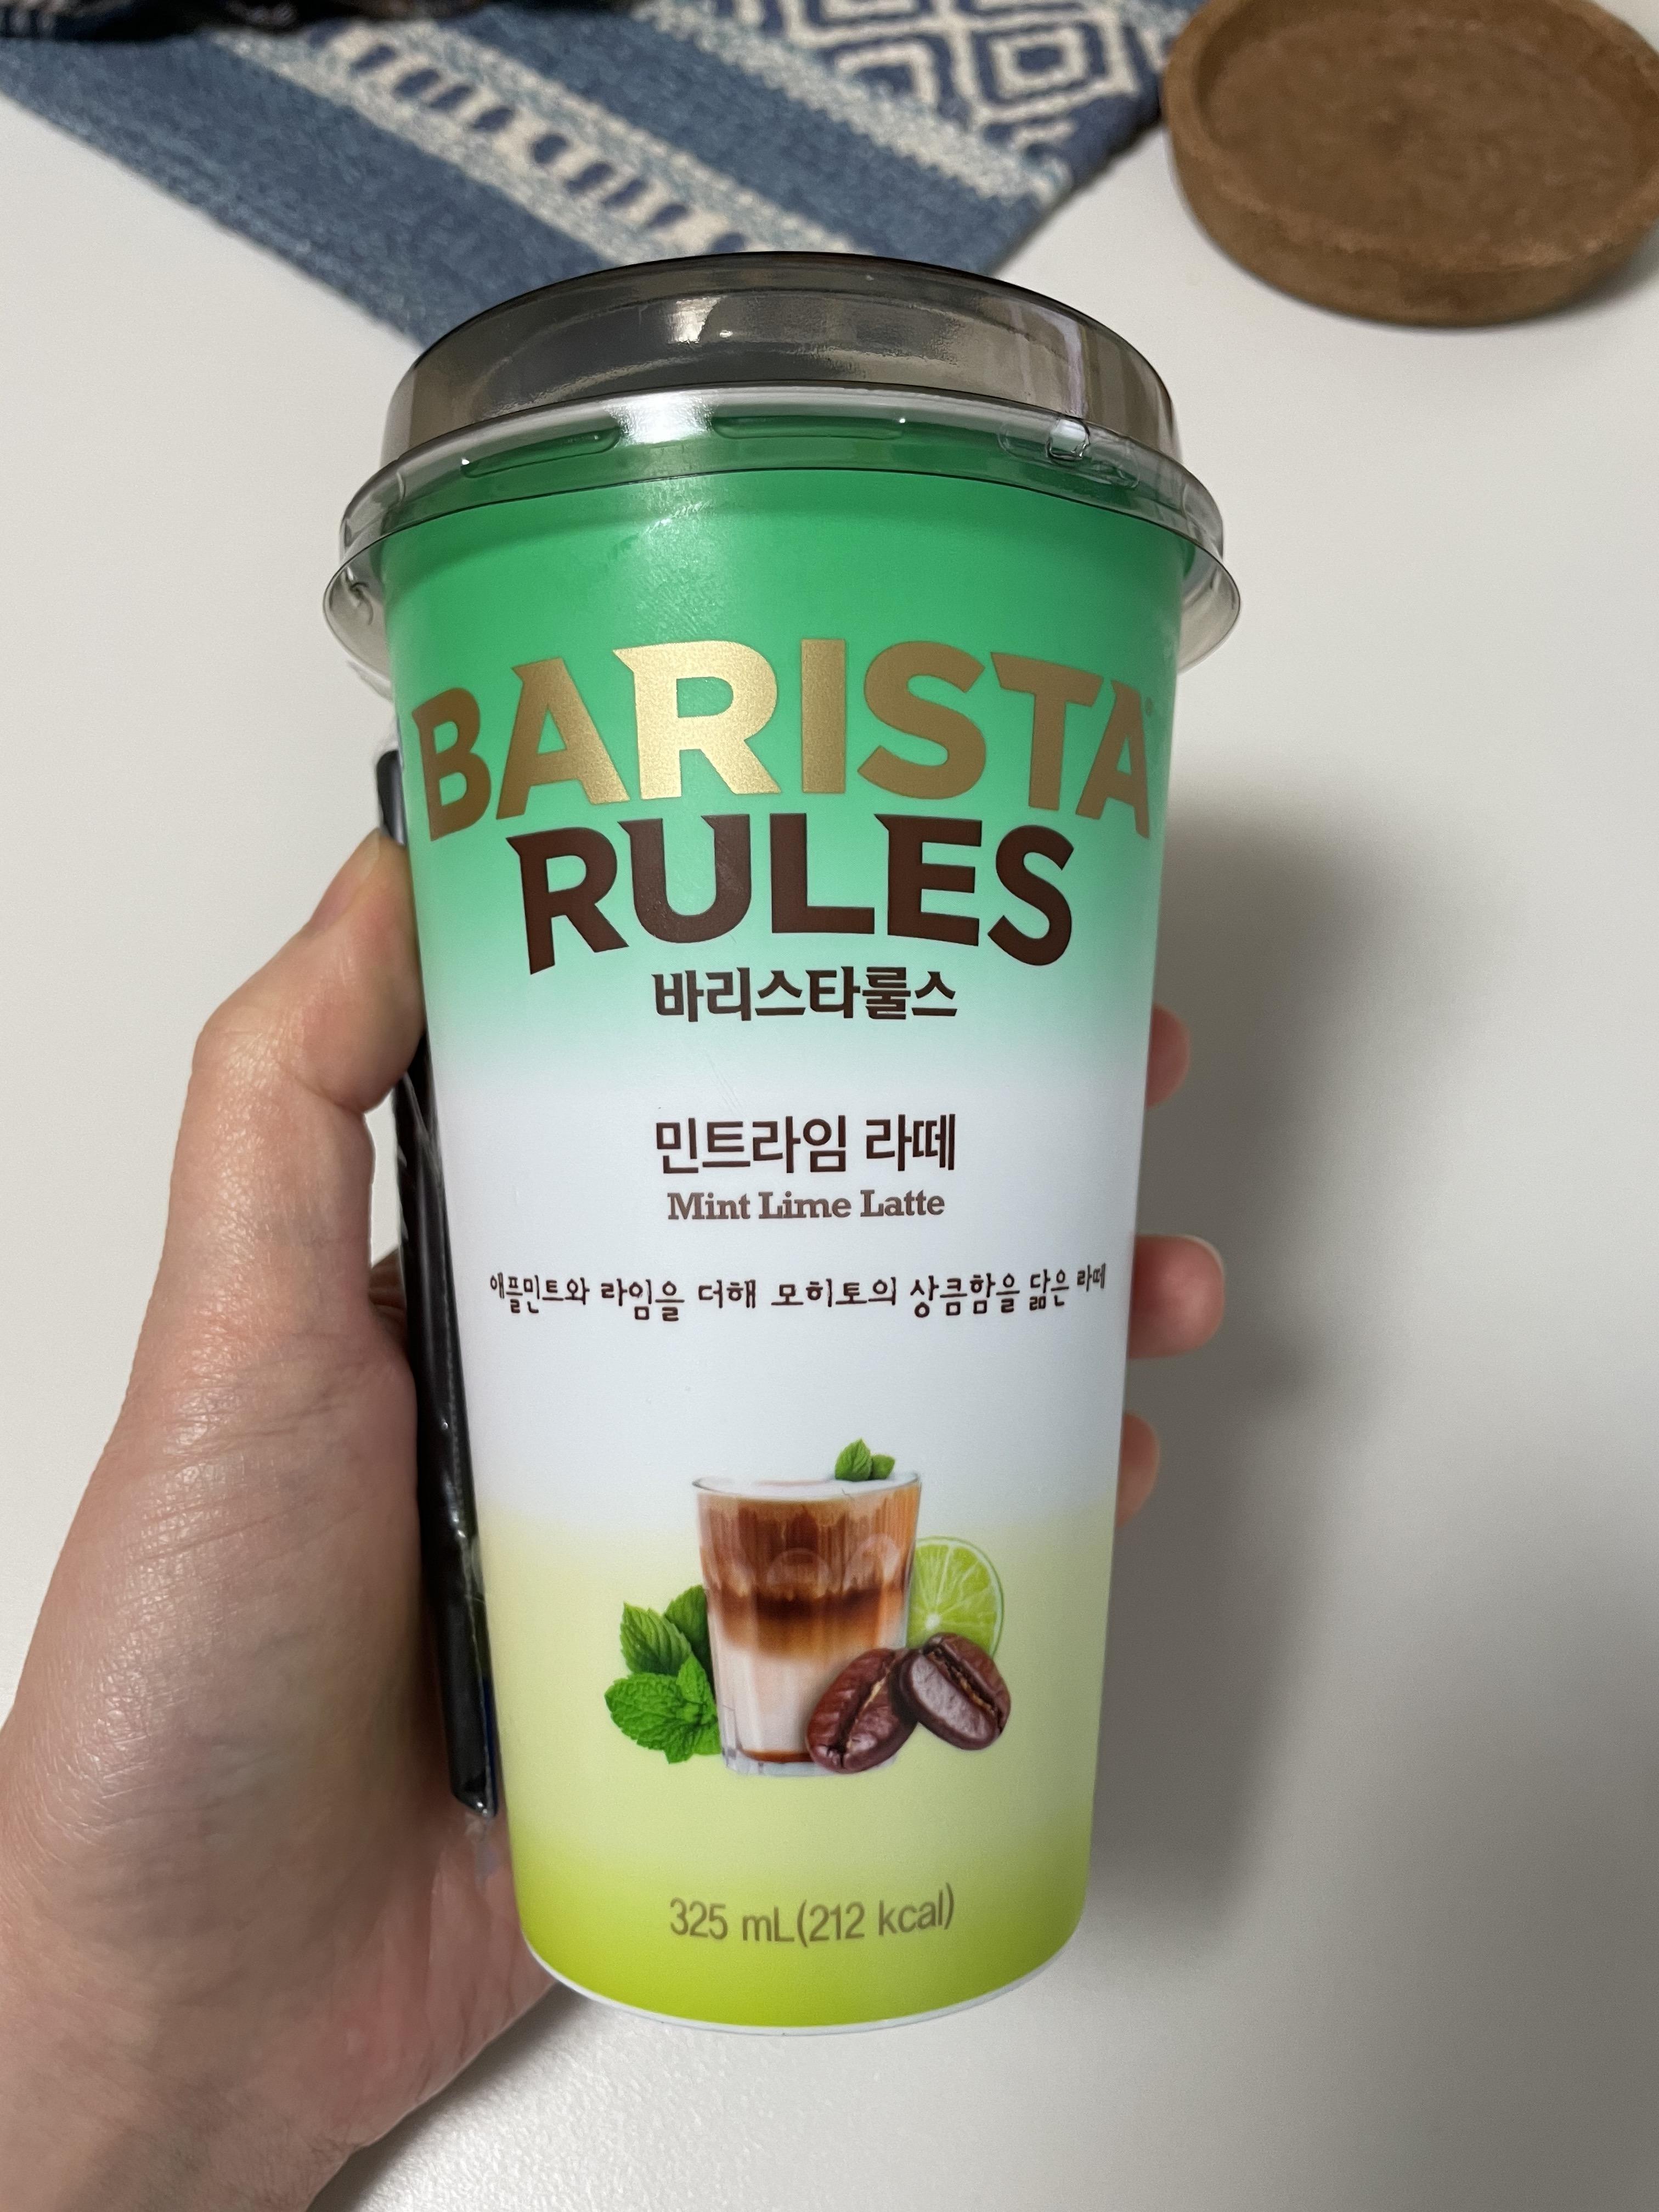 BARISTA
RULES
바리스타룰스
민트라임 라떼
Mint Lime Latte
애플민트와 라임을 더해 모히토의 상큼함을 닮은 라떼
325 mL(212 kcal)